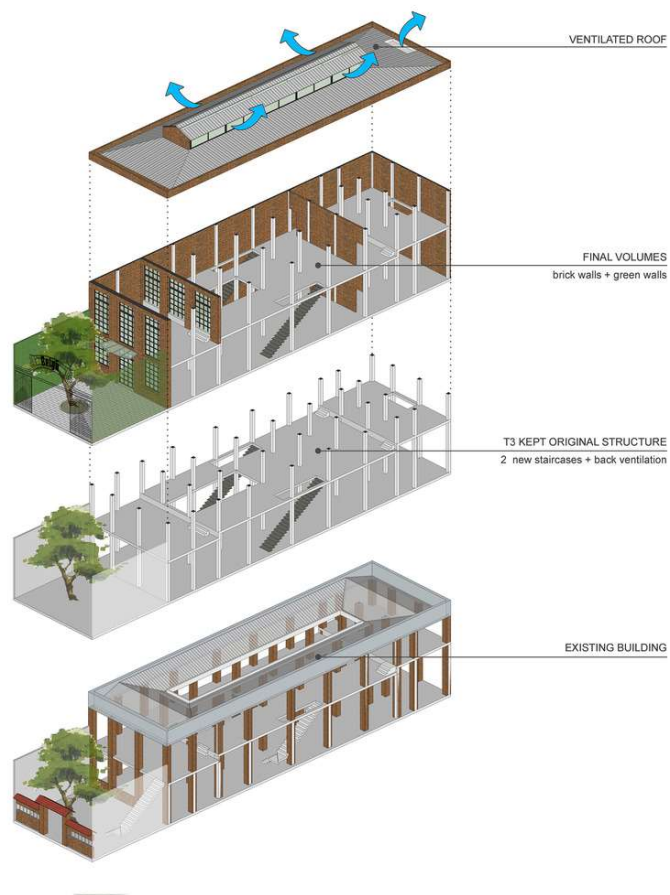 VENTILATED ROOF
FINAL VOLUMES
brick walls + green walls
T3 KEPT ORIGINAL STRUCTURE
2 new staircases + back ventilation
EXISTING BUILDING